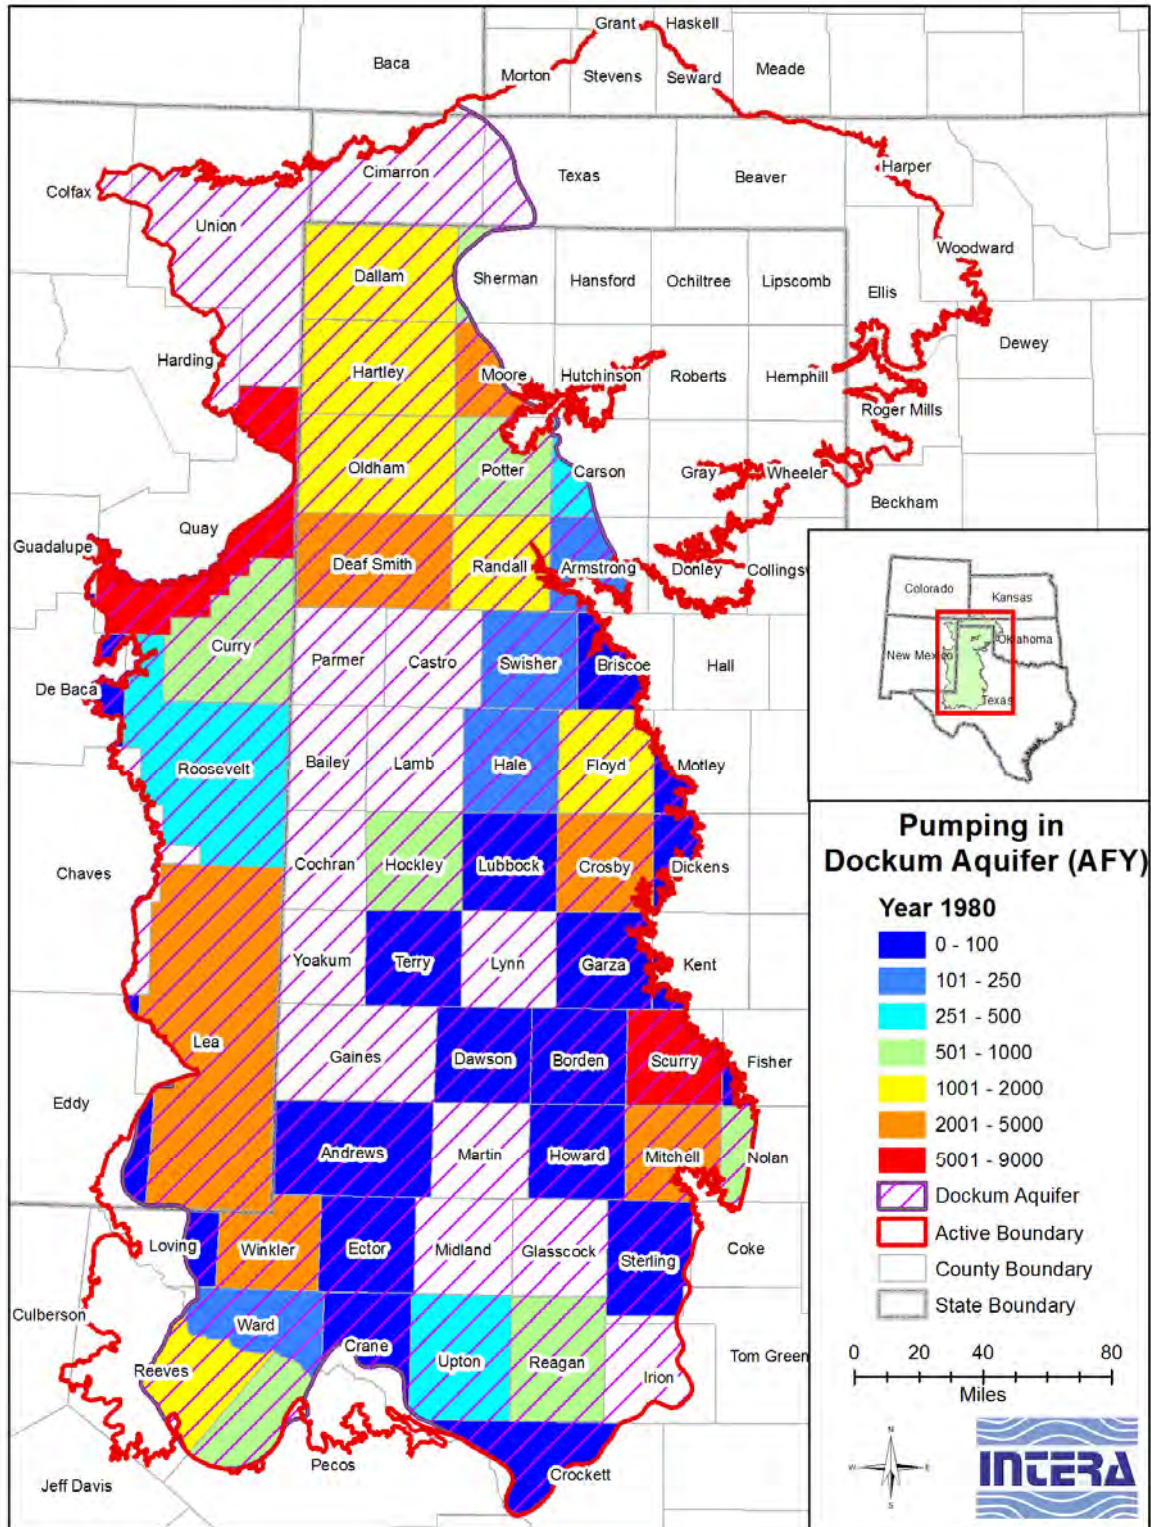 Grant Haskell
Baca
Morton Stevens Seward Meade
Colfax Cimarron Texas Beaver Harper
Union
Woodward
Dallam Sherman Hansford Ochiltree Lipscomb
Ellis
Harding Dewey
Hartley Moore Hutchinson Roberts Hemphill
Roger Mills
Oldham Potter Carson Gray Wheeler
Beckham
Quay
Guadalupe
Deaf Smith Randall Armstrong Donley Collingsw
Curry
Parmer Castro Swisher Briscoe Hall
De Baca
Roosevelt Bailey Lamb Hale Floyd Motley
Chaves Cochran Hockley Lubbock Crosby Dickens
Yoakum Terry Lynn Garza Kent
Lea Gaines Dawson Borden Scurry Fisher
Eddy
Andrews Martin Howard Mitchell Nolan
Loving Winkler Ector Midland Glasscock Sterling Coke
Culberson Ward
Crane
Reeves Upton Reagan Irion Tom Green
Pecos
Jeff Davis Crockett
Colorado Kansas
New Mexico Oklahoma
Texas
Pumping in
Dockum Aquifer (AFY)
Year 1980
0 - 100
101 - 250
251 - 500
501 - 1000
1001 - 2000
2001 - 5000
5001 - 9000
Dockum Aquifer
Active Boundary
County Boundary
State Boundary
0 20 40 80
Miles
N
W E
S
INTERA